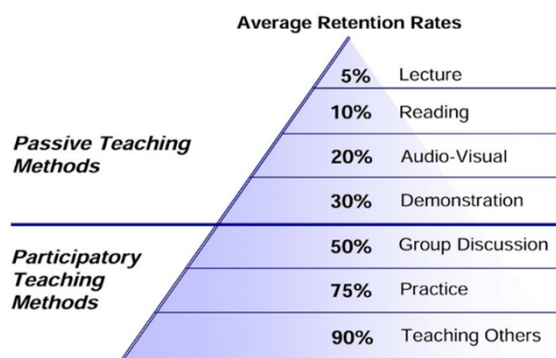 Average Retention Rates
5% Lecture
10% Reading
Passive Teaching
Methods
20% Audio-Visual
30% Demonstration
Participatory
Teaching
Methods
50% Group Discussion
75% Practice
90% Teaching Others